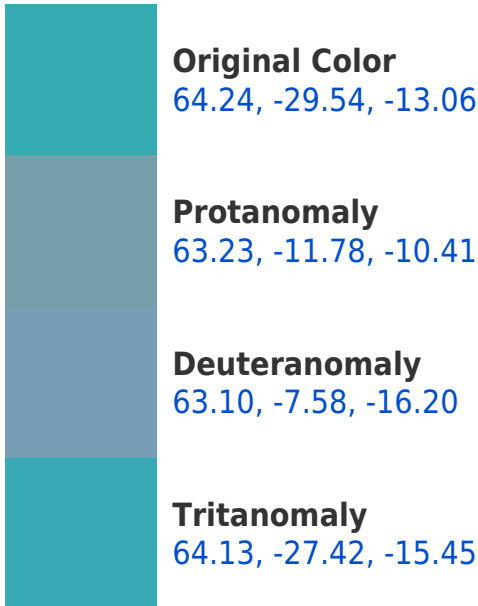 Original Color
64.24, -29.54, -13.06
Protanomaly
63.23, -11.78, -10.41
Deuteranomaly
63.10, -7.58, -16.20
Tritanomaly
64.13, -27.42, -15.45